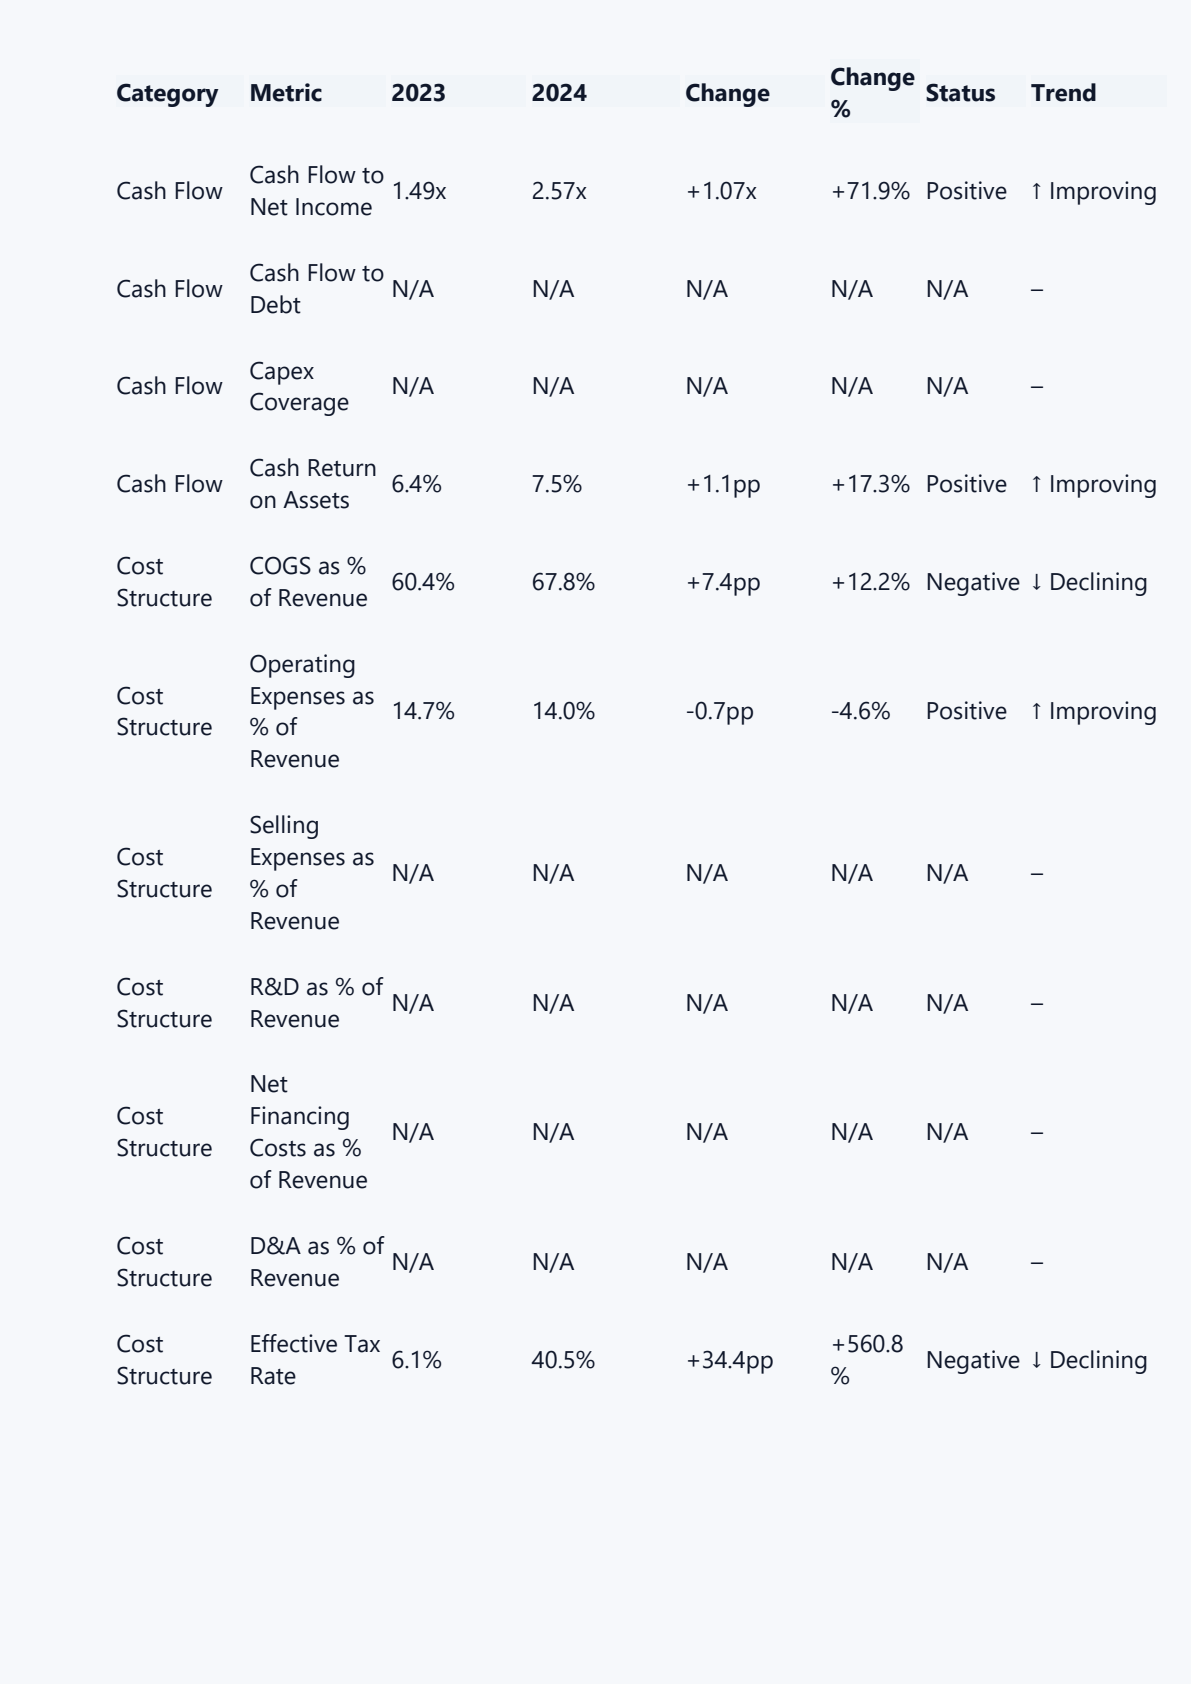 Category Metric 2023 2024 Change Change % Status Trend
Cash Flow Cash Flow to Net Income 1.49x 2.57x +1.07x +71.9% Positive ↑ Improving
Cash Flow Cash Flow to Debt N/A N/A N/A N/A N/A –
Cash Flow Capex Coverage N/A N/A N/A N/A N/A –
Cash Flow Cash Return on Assets 6.4% 7.5% +1.1pp +17.3% Positive ↑ Improving
Cost Structure COGS as % of Revenue 60.4% 67.8% +7.4pp +12.2% Negative ↓ Declining
Cost Structure Operating Expenses as % of Revenue 14.7% 14.0% -0.7pp -4.6% Positive ↑ Improving
Cost Structure Selling Expenses as % of Revenue N/A N/A N/A N/A N/A –
Cost Structure R&D as % of Revenue N/A N/A N/A N/A N/A –
Cost Structure Net Financing Costs as % of Revenue N/A N/A N/A N/A N/A –
Cost Structure D&A as % of Revenue N/A N/A N/A N/A N/A –
Cost Structure Effective Tax Rate 6.1% 40.5% +34.4pp +560.8% Negative ↓ Declining